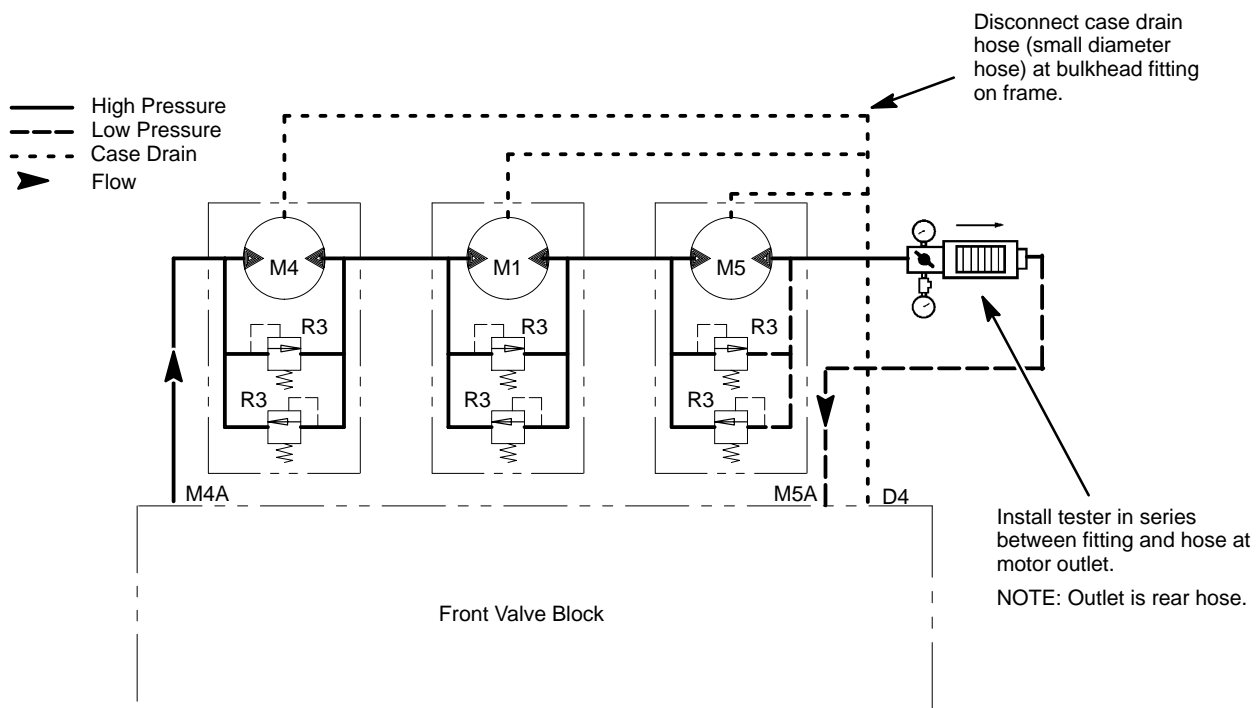 Disconnect case drain
hose (small diameter
hose) at bulkhead fitting
on frame.
High Pressure
Low Pressure
Case Drain
Flow
M4
M1
M5
R3
R3
R3
R3
R3
R3
M4A
M5A
D4
Install tester in series
between fitting and hose at
motor outlet.
NOTE: Outlet is rear hose.
Front Valve Block